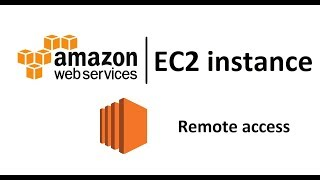 amazon
web services
EC2 instance
Remote access